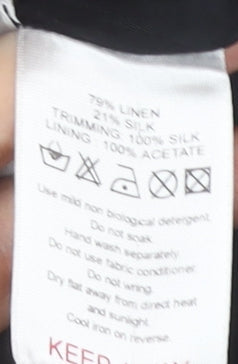 79% LINEN
21% SILK
TRIMMING: 100% SILK
LINING : 100% ACETATE
Use mild non biological detergent.
Do not soak.
Hand wash separately.
Do not use fabric conditioner.
Do not wring.
Dry flat away from direct heat
and sunlight.
Cool iron on reverse.
KEEP